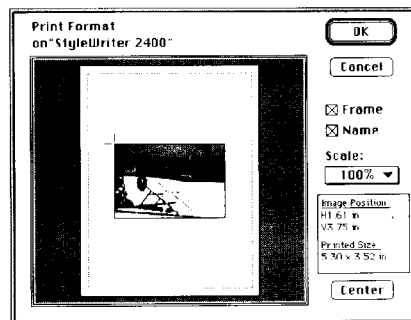 Print Format
on "StyleWriter 2400"
OK
Cancel
Frame
Name
Scale:
100%
Image Position
H1.61 in
V3.75 in
Printed Size
5.30 x 3.52 in
Center